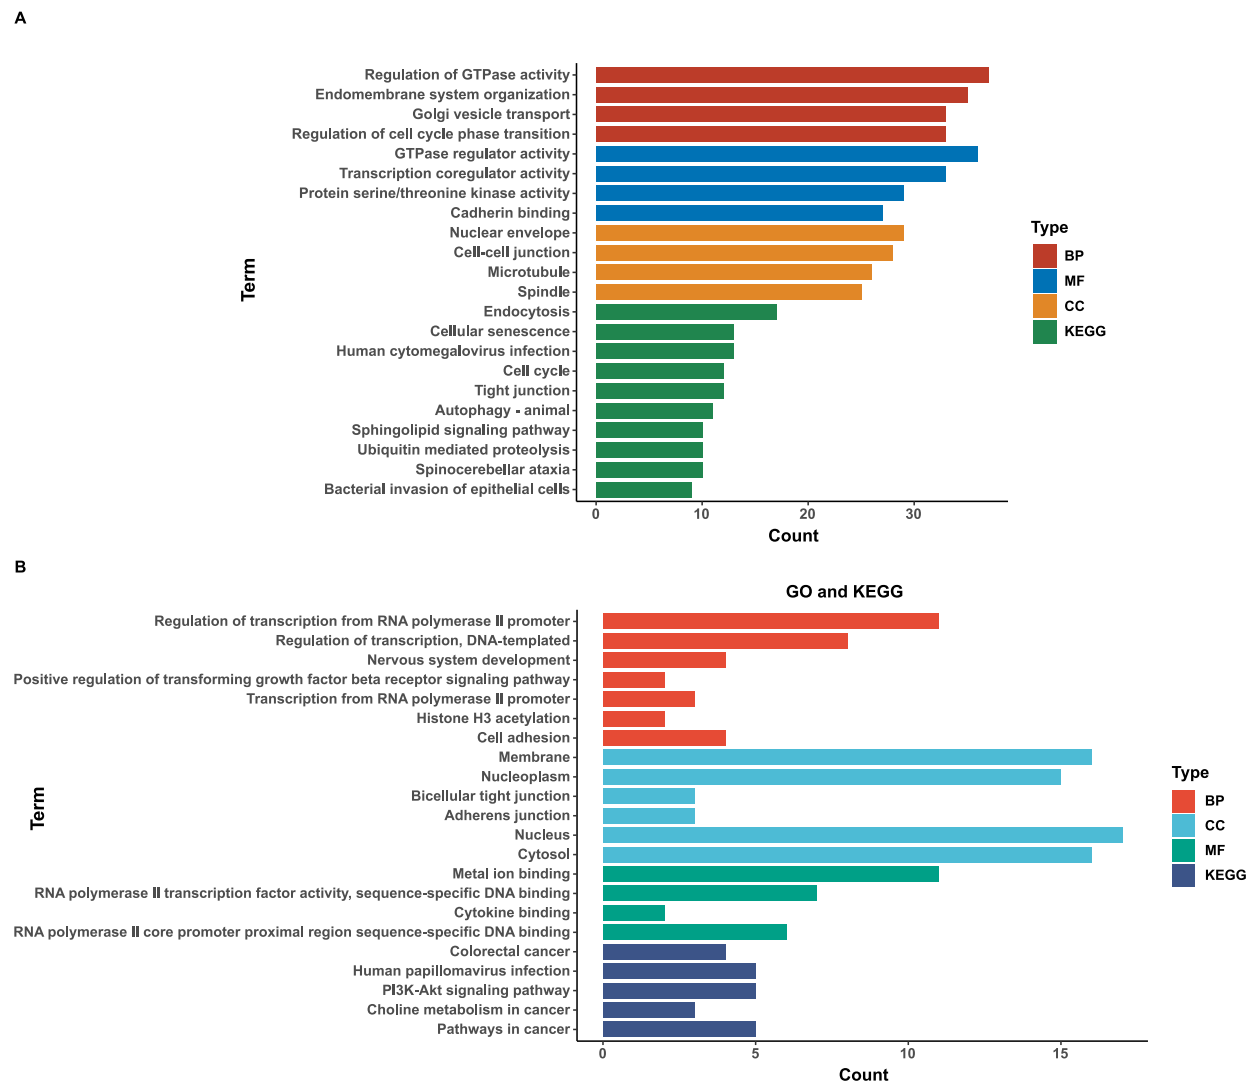 A
Regulation of GTPase activity
Endomembrane system organization
Golgi vesicle transport
Regulation of cell cycle phase transition
GTPase regulator activity
Transcription coregulator activity
Protein serine/threonine kinase activity
Cadherin binding
Nuclear envelope
Cell-cell junction
Microtubule
Spindle
Endocytosis
Cellular senescence
Human cytomegalovirus infection
Cell cycle
Tight junction
Autophagy - animal
Sphingolipid signaling pathway
Ubiquitin mediated proteolysis
Spinocerebellar ataxia
Bacterial invasion of epithelial cells
Term
0 10 20 30
Count
Type
BP
MF
CC
KEGG
B
GO and KEGG
Regulation of transcription from RNA polymerase II promoter
Regulation of transcription, DNA-templated
Nervous system development
Positive regulation of transforming growth factor beta receptor signaling pathway
Transcription from RNA polymerase II promoter
Histone H3 acetylation
Cell adhesion
Membrane
Nucleoplasm
Bicellular tight junction
Adherens junction
Nucleus
Cytosol
Metal ion binding
RNA polymerase II transcription factor activity, sequence-specific DNA binding
Cytokine binding
RNA polymerase II core promoter proximal region sequence-specific DNA binding
Colorectal cancer
Human papillomavirus infection
PI3K-Akt signaling pathway
Choline metabolism in cancer
Pathways in cancer
Term
0 5 10 15
Count
Type
BP
CC
MF
KEGG